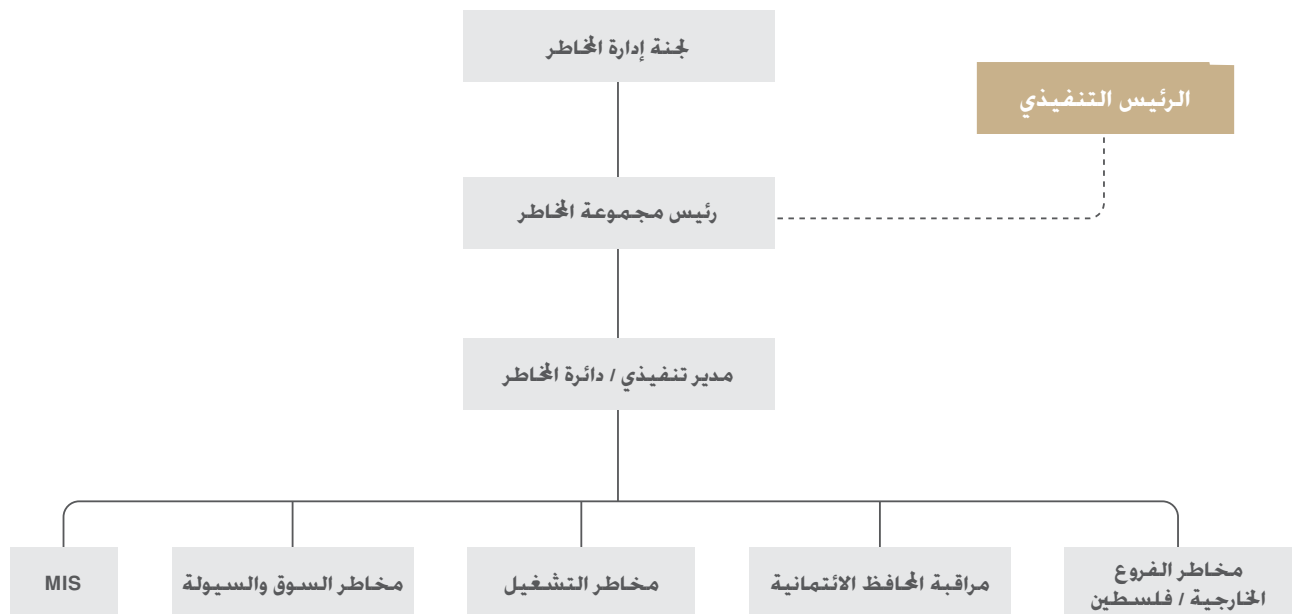 لجنة إدارة المخاطر
الرئيس التنفيذي
رئيس مجموعة المخاطر
مدير تنفيذي / دائرة المخاطر
مخاطر الفروع
الخارجية / فلسطين
مراقبة المحافظ الائتمانية
مخاطر التشغيل
مخاطر السوق والسيولة
MIS